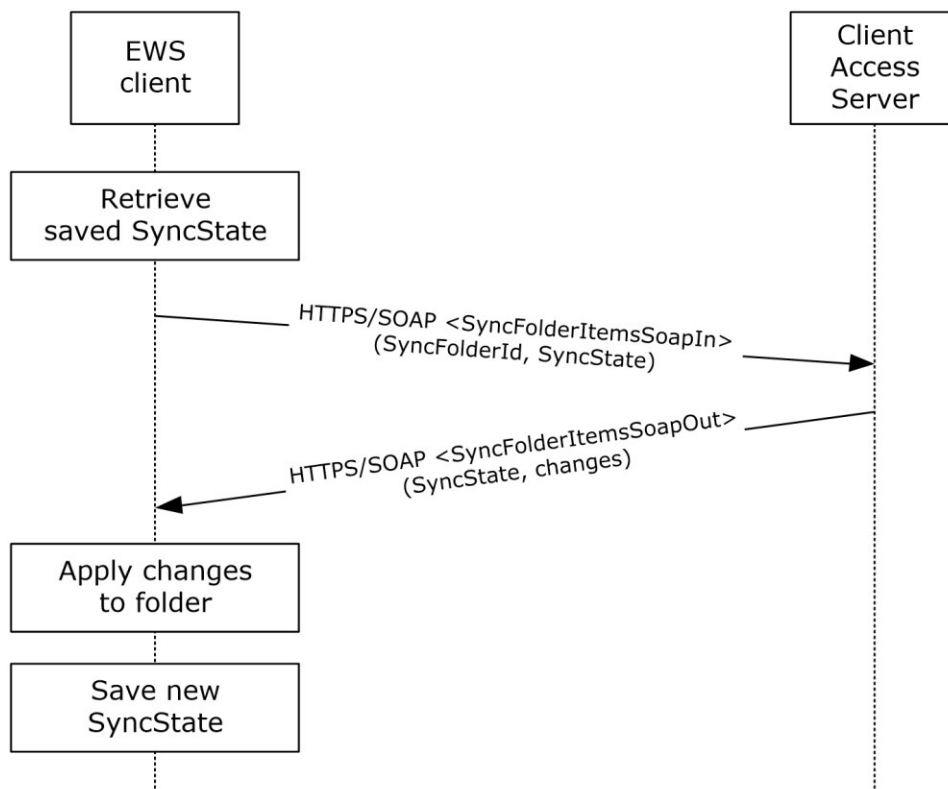 EWS
client
Client
Access
Server
Retrieve
saved SyncState
HTTPS/SOAP <SyncFolderItemsSoapIn>
(SyncFolderId, SyncState)
HTTPS/SOAP <SyncFolderItemsSoapOut>
(SyncState, changes)
Apply changes
to folder
Save new
SyncState